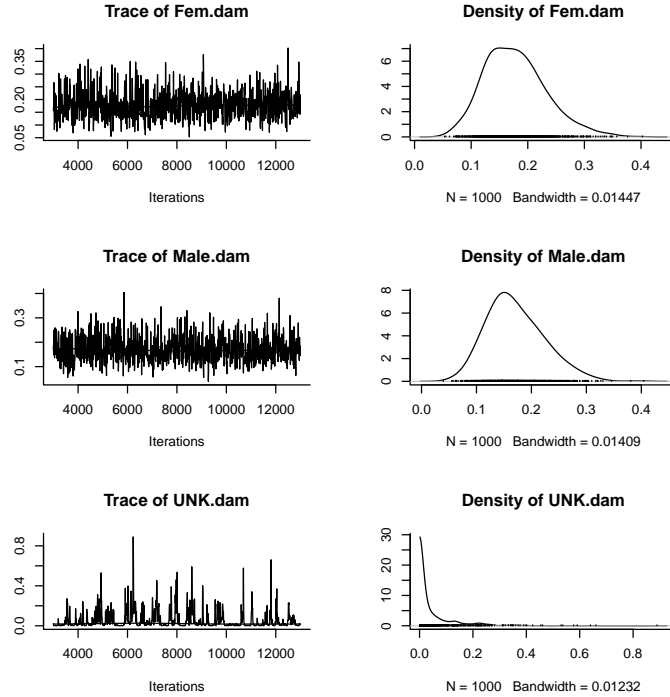 Trace of Fem.dam
0.05 0.20 0.35
4000 6000 8000 10000 12000
Iterations
Density of Fem.dam
0 2 4 6
0.0 0.1 0.2 0.3 0.4
N = 1000 Bandwidth = 0.01447
Trace of Male.dam
0.1 0.3
4000 6000 8000 10000 12000
Iterations
Density of Male.dam
0 2 4 6 8
0.0 0.1 0.2 0.3 0.4
N = 1000 Bandwidth = 0.01409
Trace of UNK.dam
0.0 0.4 0.8
4000 6000 8000 10000 12000
Iterations
Density of UNK.dam
0 10 20 30
0.0 0.2 0.4 0.6 0.8
N = 1000 Bandwidth = 0.01232